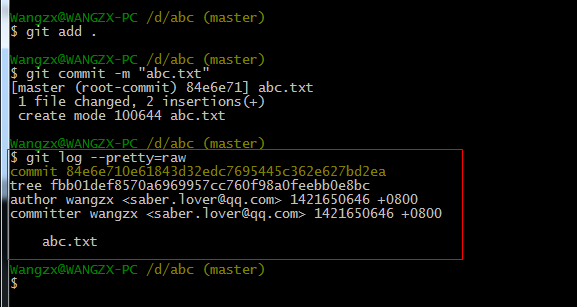 Wangzx@WANGZX-PC /d/abc (master)
$ git add .
Wangzx@WANGZX-PC /d/abc (master)
$ git commit -m "abc.txt"
[master (root-commit) 84e6e71] abc.txt
1 file changed, 2 insertions(+)
create mode 100644 abc.txt
Wangzx@WANGZX-PC /d/abc (master)
$ git log --pretty=raw
commit 84e6e710e61843d32edc7695445c362e627bd2ea
tree fbb01def8570a6969957cc760f98a0feebb0e8bc
author wangzx <saber.lover@qq.com> 1421650646 +0800
committer wangzx <saber.lover@qq.com> 1421650646 +0800
abc.txt
Wangzx@WANGZX-PC /d/abc (master)
$